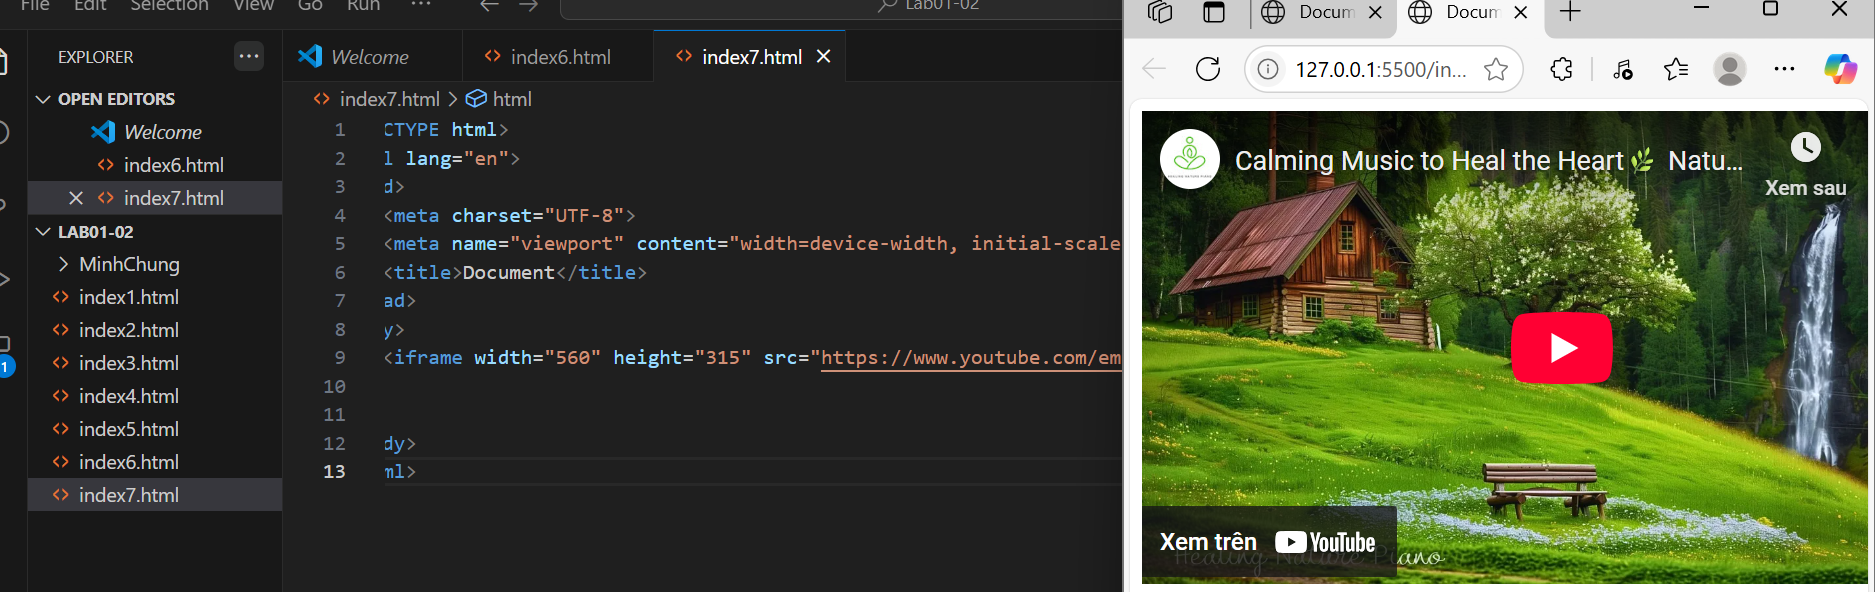 File Edit Selection View Go Run ··· Lab01-02
EXPLORER ···
OPEN EDITORS
Welcome
index6.html
index7.html
LAB01-02
MinhChung
index1.html
index2.html
index3.html
index4.html
index5.html
index6.html
index7.html
1
Welcome index6.html index7.html
index7.html > html
1 CTYPE html>
2 l lang="en">
3 d>
4 <meta charset="UTF-8">
5 <meta name="viewport" content="width=device-width, initial-scale
6 <title>Document</title>
7 ad>
8 y>
9 <iframe width="560" height="315" src="https://www.youtube.com/em
10
11
12 dy>
13 ml>
Docum Docum
127.0.0.1:5500/in...
Calming Music to Heal the Heart🌿 Natu...
Xem sau
Xem trên YouTube
Healing Nature Piano